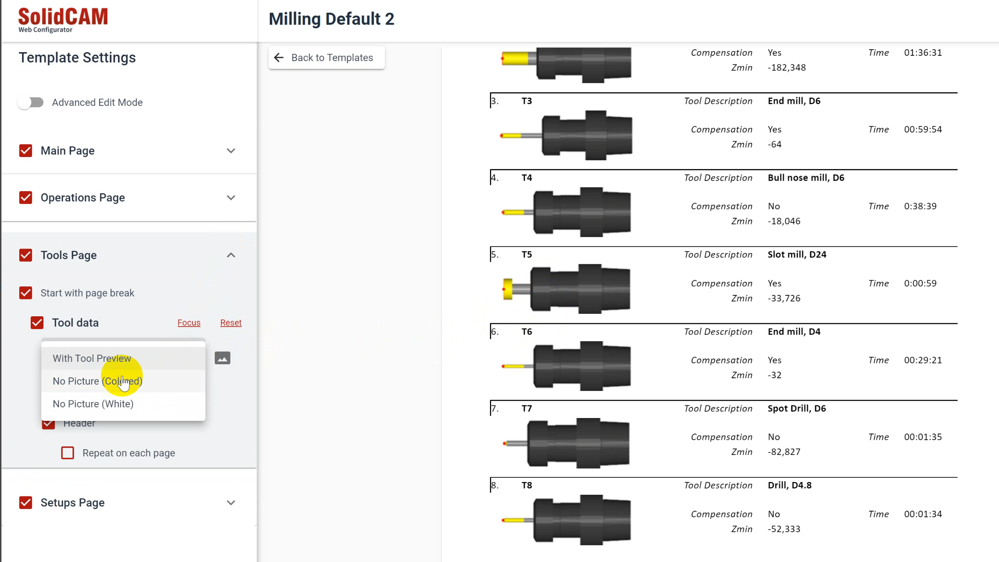 SolidCAM
Web Configurator
Milling Default 2
Template Settings
Back to Templates
Advanced Edit Mode
Main Page
Operations Page
Tools Page
Start with page break
Tool data Focus Reset
With Tool Preview
No Picture (Colored)
No Picture (White)
Header
Repeat on each page
Setups Page
Compensation Yes Time 01:36:31
Zmin -182,348
3. T3 Tool Description End mill, D6
Compensation Yes Time 00:59:54
Zmin -64
4. T4 Tool Description Bull nose mill, D6
Compensation No Time 0:38:39
Zmin -18,046
5. T5 Tool Description Slot mill, D24
Compensation Yes Time 0:00:59
Zmin -33,726
6. T6 Tool Description End mill, D4
Compensation Yes Time 00:29:21
Zmin -32
7. T7 Tool Description Spot Drill, D6
Compensation No Time 00:01:35
Zmin -82,827
8. T8 Tool Description Drill, D4.8
Compensation No Time 00:01:34
Zmin -52,333